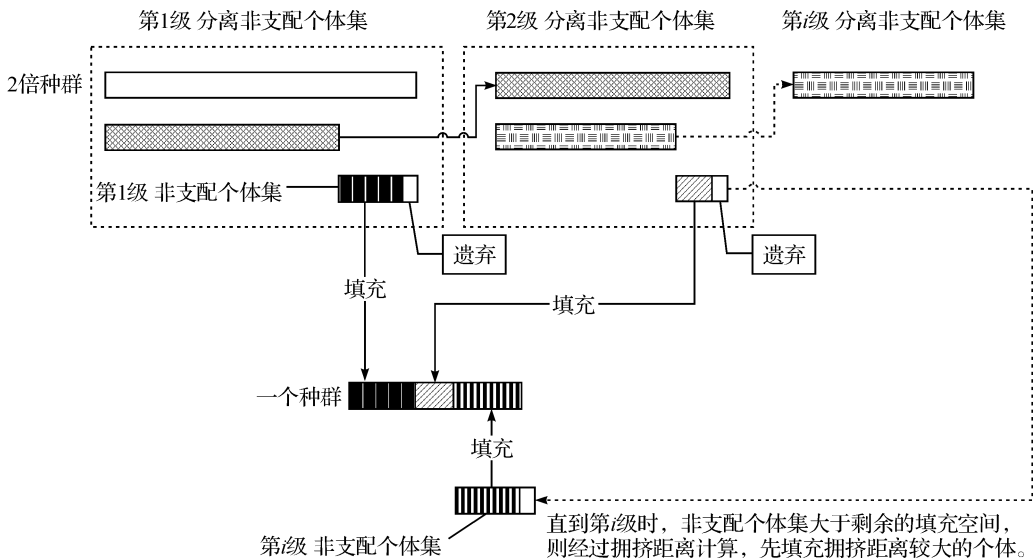 第1级 分离非支配个体集
第2级 分离非支配个体集
第i级 分离非支配个体集
2倍种群
第1级 非支配个体集
遗弃
遗弃
填充
填充
一个种群
填充
第i级 非支配个体集
直到第i级时，非支配个体集大于剩余的填充空间，
则经过拥挤距离计算，先填充拥挤距离较大的个体。